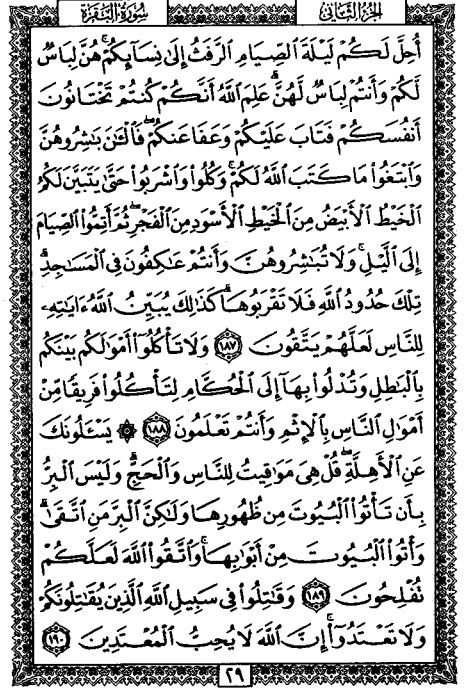 سُورَةُ البَقَرَةِ
الجزء الثاني
أُحِلَّ لَكُمْ لَيْلَةَ ٱلصِّيَامِ ٱلرَّفَثُ إِلَىٰ نِسَآئِكُمْ ۚ هُنَّ لِبَاسٌ
لَّكُمْ وَأَنتُمْ لِبَاسٌ لَّهُنَّ ۗ عَلِمَ ٱللَّهُ أَنَّكُمْ كُنتُمْ تَخْتَانُونَ
أَنفُسَكُمْ فَتَابَ عَلَيْكُمْ وَعَفَا عَنكُمْ ۖ فَٱلْـَٰٔنَ بَـٰشِرُوهُنَّ
وَٱبْتَغُوا۟ مَا كَتَبَ ٱللَّهُ لَكُمْ ۚ وَكُلُوا۟ وَٱشْرَبُوا۟ حَتَّىٰ يَتَبَيَّنَ لَكُمُ
ٱلْخَيْطُ ٱلْأَبْيَضُ مِنَ ٱلْخَيْطِ ٱلْأَسْوَدِ مِنَ ٱلْفَجْرِ ۖ ثُمَّ أَتِمُّوا۟ ٱلصِّيَامَ
إِلَى ٱلَّيْلِ ۚ وَلَا تُبَـٰشِرُوهُنَّ وَأَنتُمْ عَـٰكِفُونَ فِى ٱلْمَسَـٰجِدِ ۗ
تِلْكَ حُدُودُ ٱللَّهِ فَلَا تَقْرَبُوهَا ۗ كَذَٰلِكَ يُبَيِّنُ ٱللَّهُ ءَايَـٰتِهِۦ
لِلنَّاسِ لَعَلَّهُمْ يَتَّقُونَ ١٨٧ وَلَا تَأْكُلُوٓا۟ أَمْوَٰلَكُم بَيْنَكُم
بِٱلْبَـٰطِلِ وَتُدْلُوا۟ بِهَآ إِلَى ٱلْحُكَّامِ لِتَأْكُلُوا۟ فَرِيقًا مِّنْ
أَمْوَٰلِ ٱلنَّاسِ بِٱلْإِثْمِ وَأَنتُمْ تَعْلَمُونَ ١٨٨ ۞ يَسْـَٔلُونَكَ
عَنِ ٱلْأَهِلَّةِ ۖ قُلْ هِىَ مَوَٰقِيتُ لِلنَّاسِ وَٱلْحَجِّ ۗ وَلَيْسَ ٱلْبِرُّ
بِأَن تَأْتُوا۟ ٱلْبُيُوتَ مِن ظُهُورِهَا وَلَـٰكِنَّ ٱلْبِرَّ مَنِ ٱتَّقَىٰ ۗ
وَأْتُوا۟ ٱلْبُيُوتَ مِنْ أَبْوَٰبِهَا ۚ وَٱتَّقُوا۟ ٱللَّهَ لَعَلَّكُمْ
تُفْلِحُونَ ١٨٩ وَقَـٰتِلُوا۟ فِى سَبِيلِ ٱللَّهِ ٱلَّذِينَ يُقَـٰتِلُونَكُمْ
وَلَا تَعْتَدُوٓا۟ ۚ إِنَّ ٱللَّهَ لَا يُحِبُّ ٱلْمُعْتَدِينَ ١٩٠
٢٩